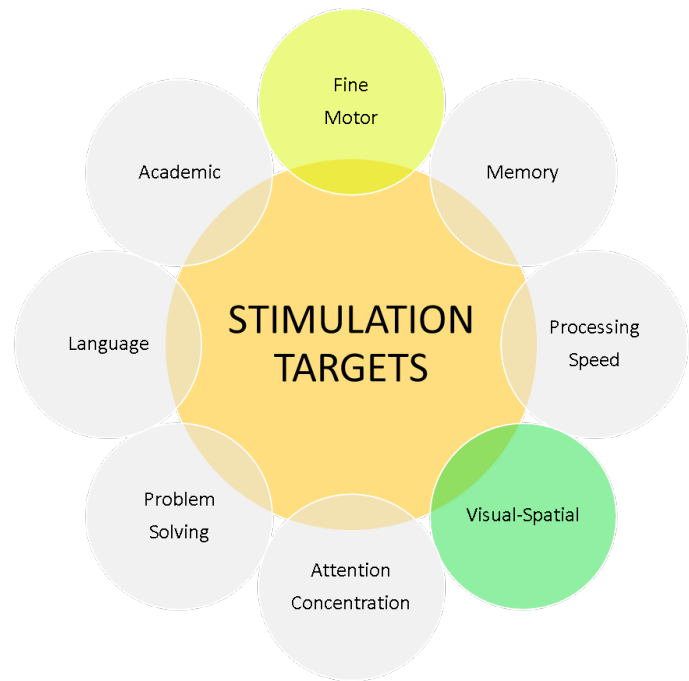 Fine
Motor
Academic
Memory
STIMULATION
TARGETS
Language
Processing
Speed
Problem
Solving
Visual-Spatial
Attention
Concentration